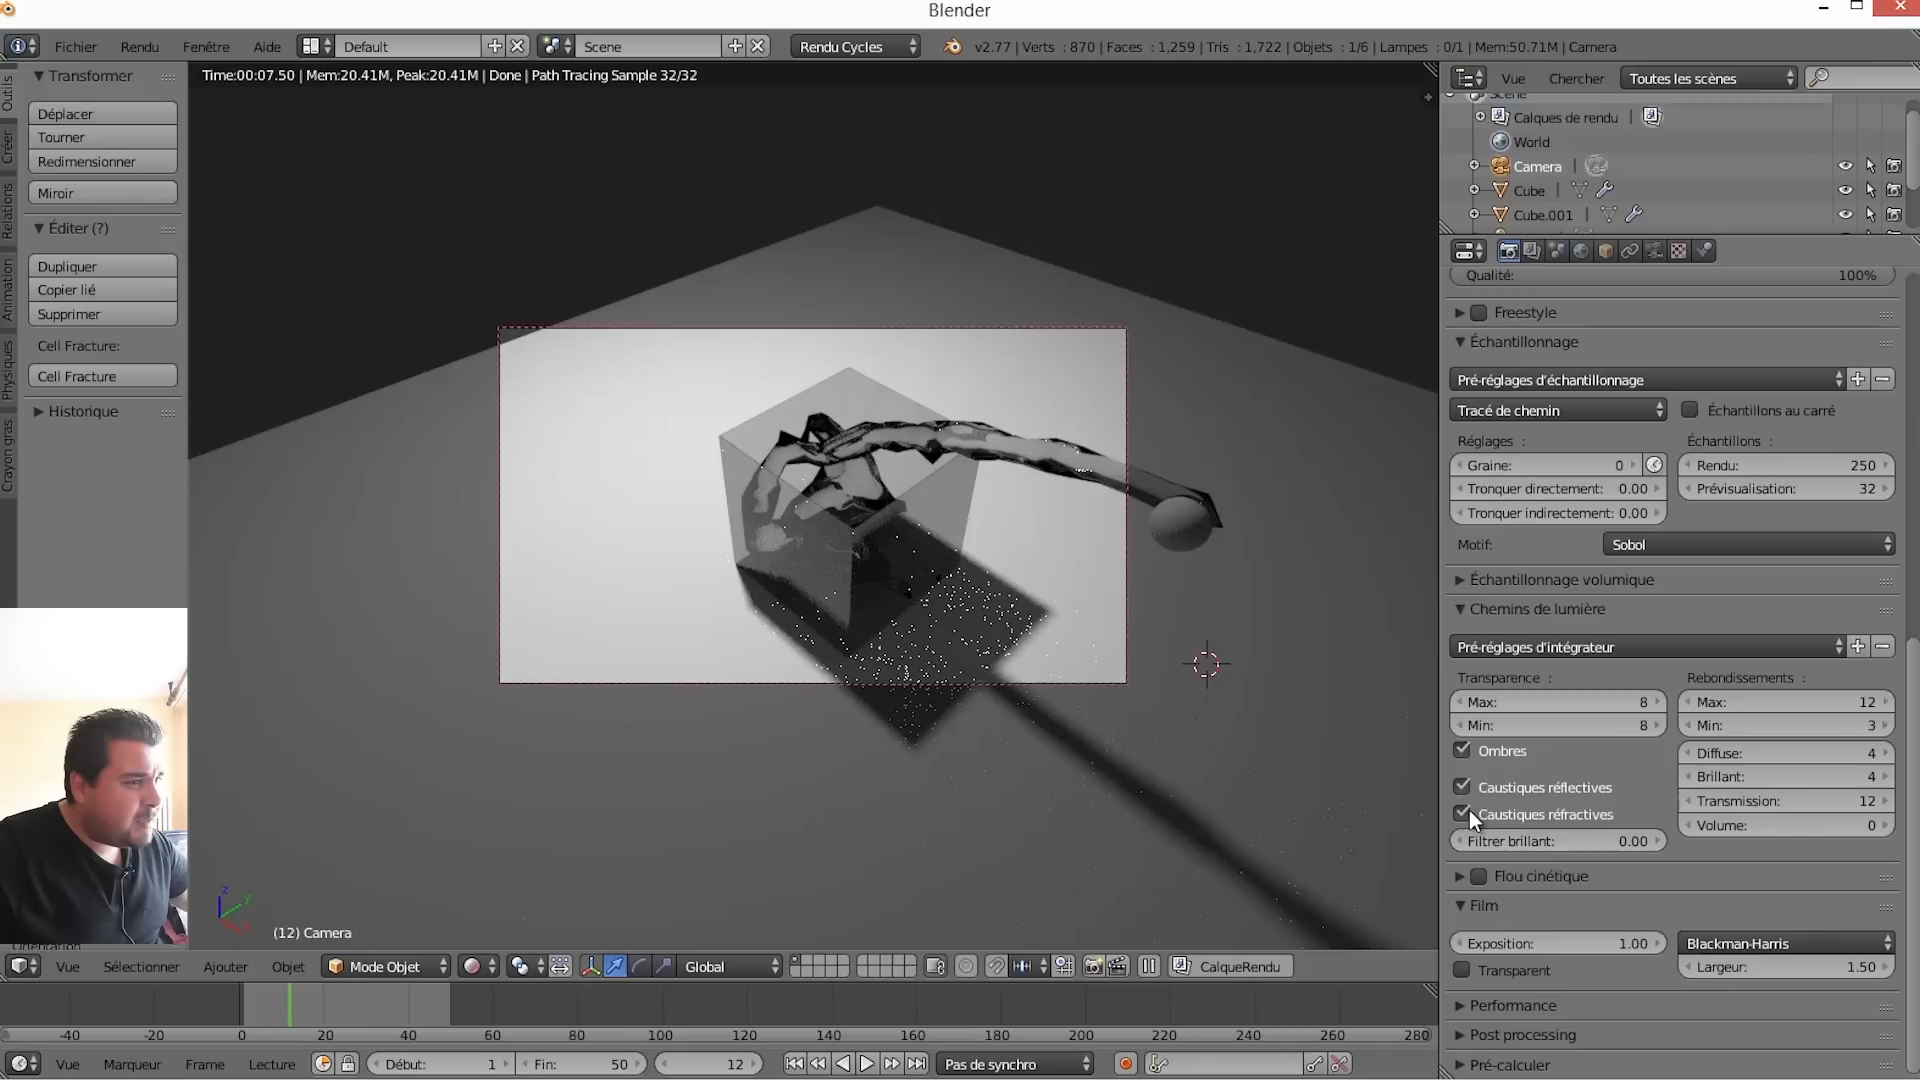 Blender
Fichier Rendu Fenêtre Aide Default Scene Rendu Cycles v2.77 | Verts : 870 | Faces : 1,259 | Tris : 1,722 | Objets : 1/6 | Lampes : 0/1 | Mem:50.71M | Camera
Time:00:07.50 | Mem:20.41M, Peak:20.41M | Done | Path Tracing Sample 32/32
Outils
Créer
Relations
Animation
Physiques
Crayon gras
Transformer
Déplacer
Tourner
Redimensionner
Miroir
Éditer (?)
Dupliquer
Copier lié
Supprimer
Cell Fracture:
Cell Fracture
Historique
Orientation
z
y
(12) Camera
Vue Chercher Toutes les scènes
Scene
Calques de rendu |
World
Camera |
Cube |
Cube.001 |
Qualité: 100%
Freestyle
Échantillonnage
Pré-réglages d'échantillonnage
Tracé de chemin Échantillons au carré
Réglages : Échantillons :
Graine: 0 Rendu: 250
Tronquer directement: 0.00 Prévisualisation: 32
Tronquer indirectement: 0.00
Motif: Sobol
Échantillonnage volumique
Chemins de lumière
Pré-réglages d'intégrateur
Transparence : Rebondissements :
Max: 8 Max: 12
Min: 8 Min: 3
Ombres Diffuse: 4
Caustiques réflectives Brillant: 4
Caustiques réfractives Transmission: 12
Filtrer brillant: 0.00 Volume: 0
Flou cinétique
Film
Exposition: 1.00 Blackman-Harris
Transparent Largeur: 1.50
Performance
Post processing
Pré-calculer
Vue Sélectionner Ajouter Objet Mode Objet Global CalqueRendu
-40 -20 0 20 40 60 80 100 120 140 160 180 200 220 240 260 280
Vue Marqueur Frame Lecture Début: 1 Fin: 50 12 Pas de synchro